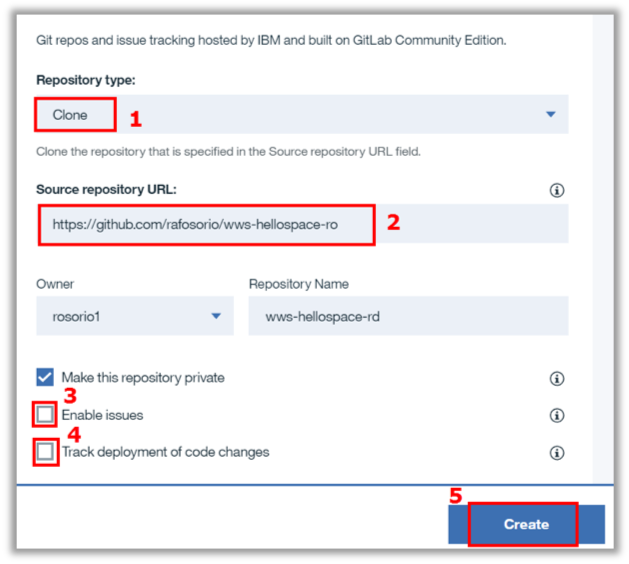 Git repos and issue tracking hosted by IBM and built on GitLab Community Edition.
Repository type:
Clone 1
Clone the repository that is specified in the Source repository URL field.
Source repository URL:
https://github.com/rafosorio/wws-hellospace-ro 2
Owner Repository Name
rosorio1 wws-hellospace-rd
Make this repository private
3
Enable issues
4
Track deployment of code changes
5
Create